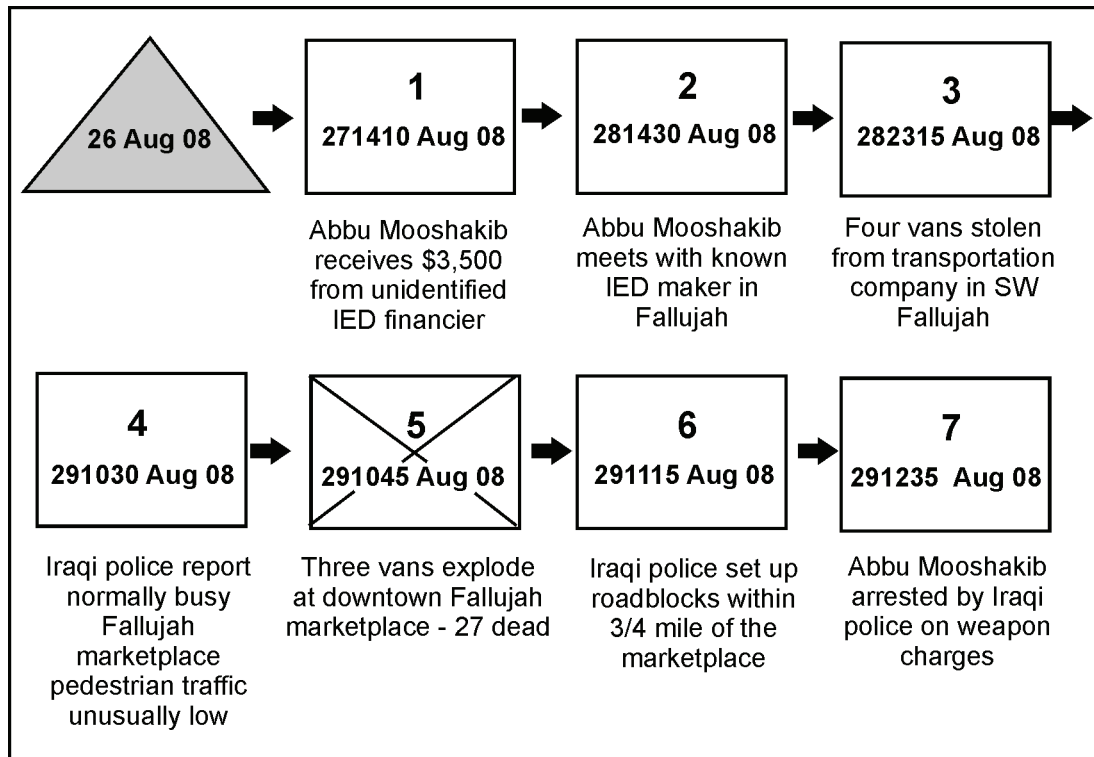 26 Aug 08
1
271410 Aug 08
Abbu Mooshakib
receives $3,500
from unidentified
IED financier
2
281430 Aug 08
Abbu Mooshakib
meets with known
IED maker in
Fallujah
3
282315 Aug 08
Four vans stolen
from transportation
company in SW
Fallujah
4
291030 Aug 08
Iraqi police report
normally busy
Fallujah
marketplace
pedestrian traffic
unusually low
5
291045 Aug 08
Three vans explode
at downtown Fallujah
marketplace - 27 dead
6
291115 Aug 08
Iraqi police set up
roadblocks within
3/4 mile of the
marketplace
7
291235 Aug 08
Abbu Mooshakib
arrested by Iraqi
police on weapon
charges